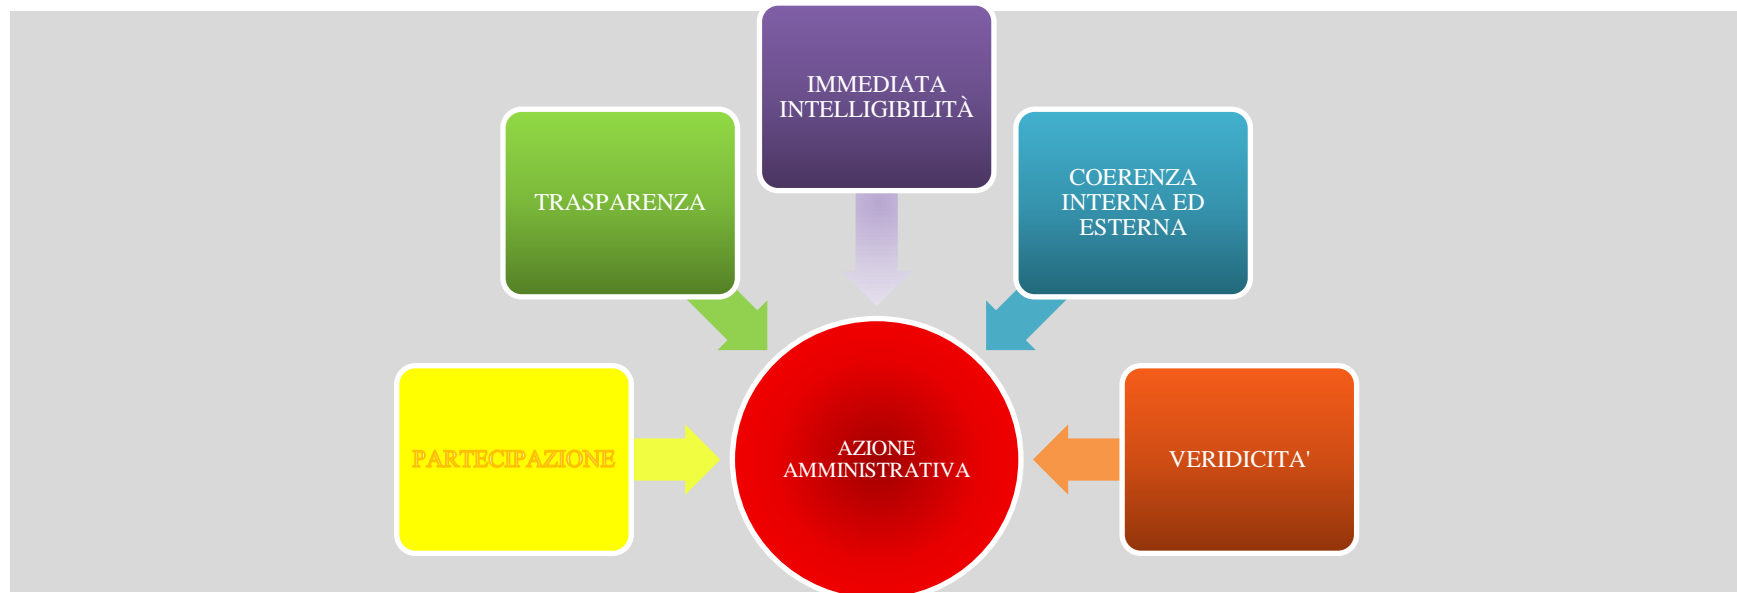 IMMEDIATA
INTELLIGIBILITÀ
TRASPARENZA
COERENZA
INTERNA ED
ESTERNA
PARTECIPAZIONE
AZIONE
AMMINISTRATIVA
VERIDICITA'